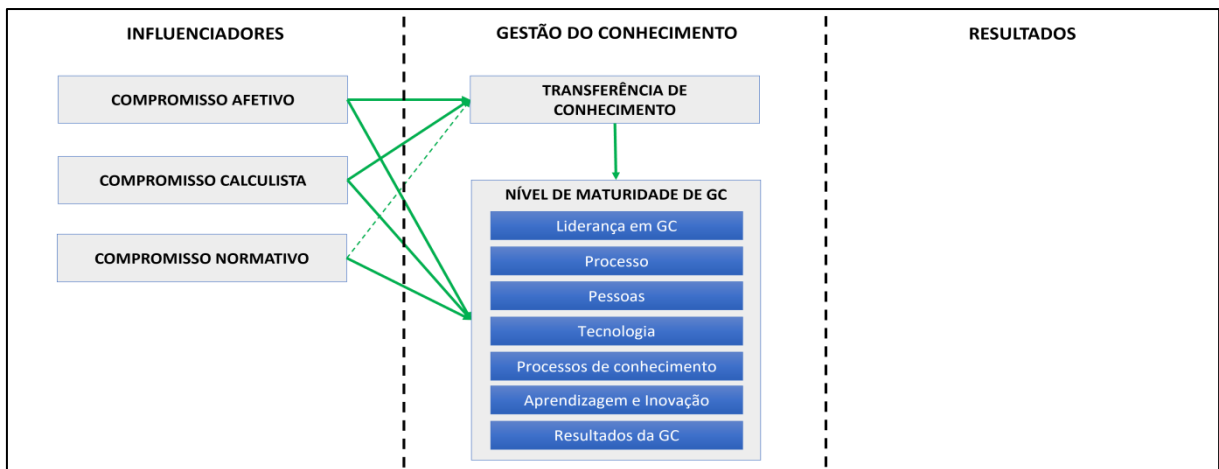 INFLUENCIADORES
GESTÃO DO CONHECIMENTO
RESULTADOS
COMPROMISSO AFETIVO
COMPROMISSO CALCULISTA
COMPROMISSO NORMATIVO
TRANSFERÊNCIA DE
CONHECIMENTO
NÍVEL DE MATURIDADE DE GC
Liderança em GC
Processo
Pessoas
Tecnologia
Processos de conhecimento
Aprendizagem e Inovação
Resultados da GC